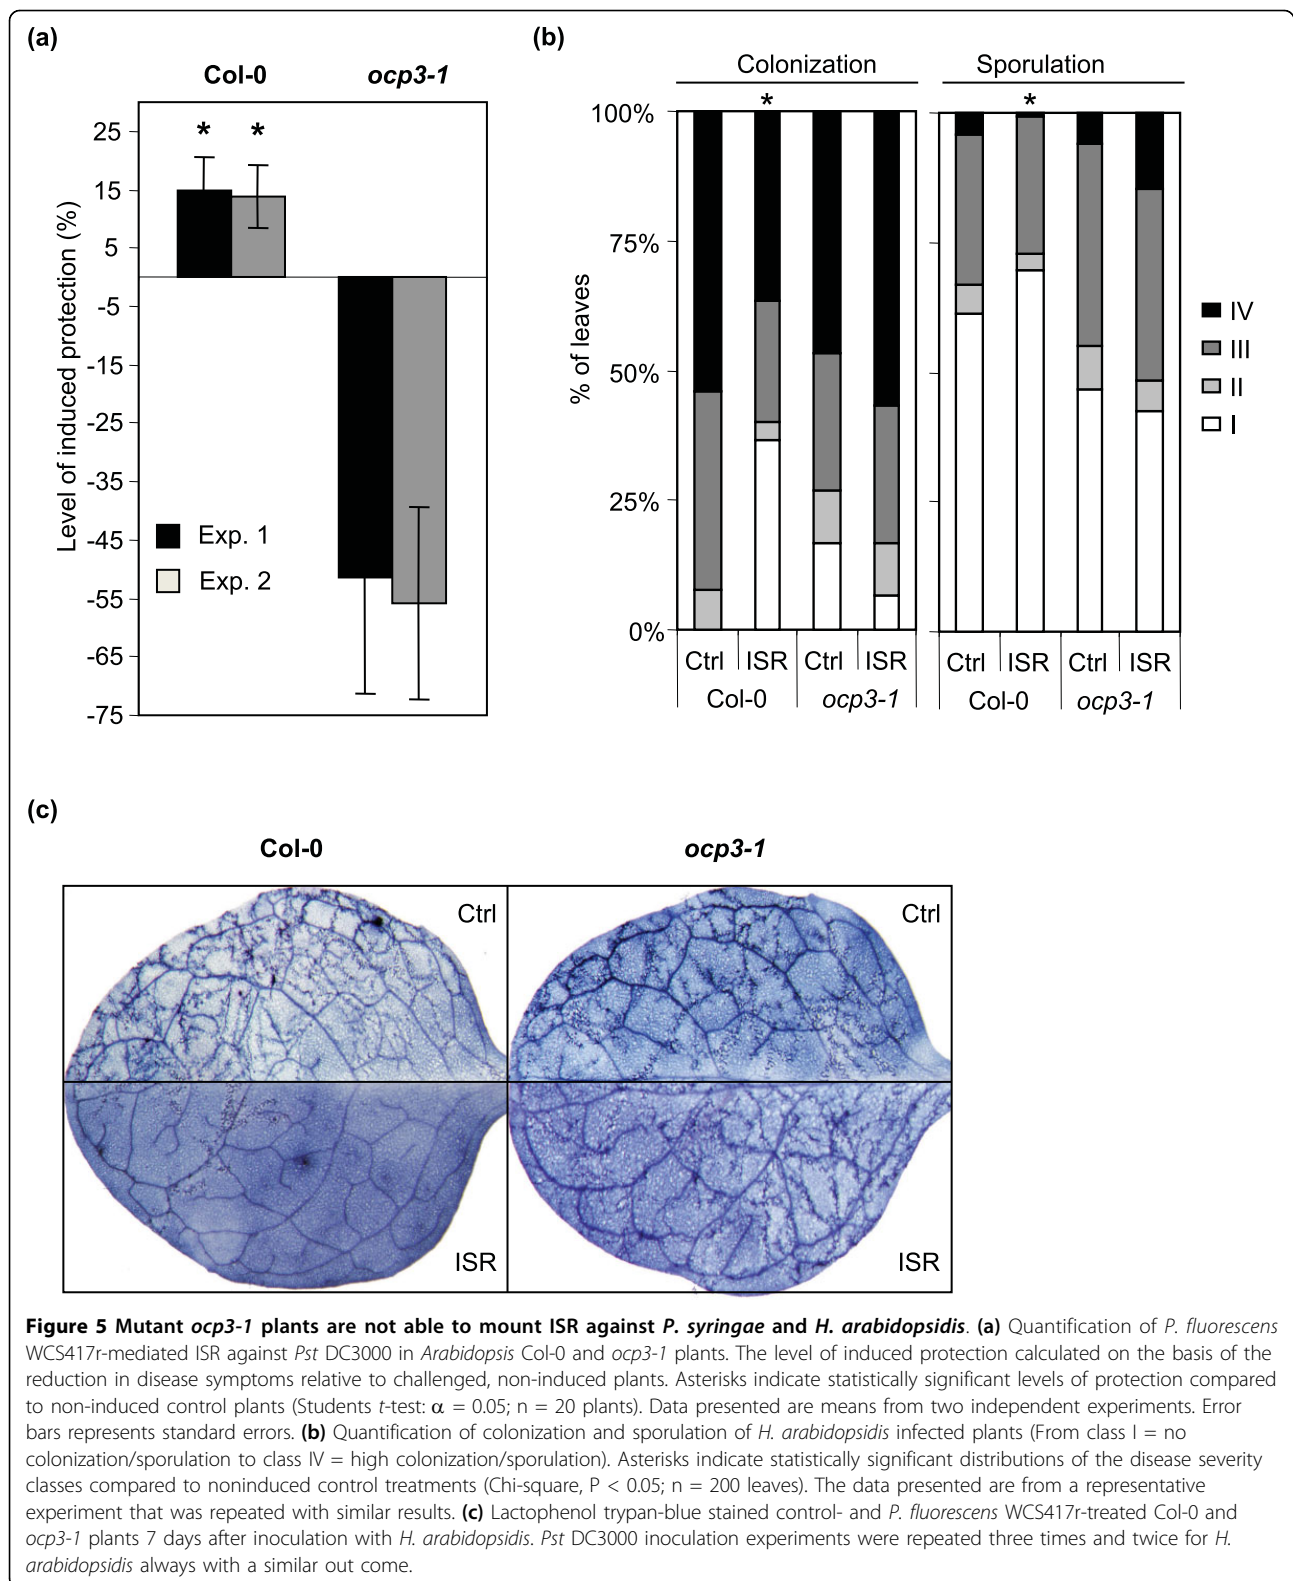 (a)
Col-0
ocp3-1
25
15
5
-5
-15
-25
-35
-45
-55
-65
-75
Level of induced protection (%)
* *
Exp. 1
Exp. 2
(b)
Colonization
Sporulation
*
*
100%
75%
50%
25%
0%
% of leaves
IV
III
II
I
Ctrl ISR Ctrl ISR
Col-0 ocp3-1
Ctrl ISR Ctrl ISR
Col-0 ocp3-1
(c)
Col-0
ocp3-1
Ctrl
Ctrl
ISR
ISR
Figure 5 Mutant ocp3-1 plants are not able to mount ISR against P. syringae and H. arabidopsidis. (a) Quantification of P. fluorescens
WCS417r-mediated ISR against Pst DC3000 in Arabidopsis Col-0 and ocp3-1 plants. The level of induced protection calculated on the basis of the
reduction in disease symptoms relative to challenged, non-induced plants. Asterisks indicate statistically significant levels of protection compared
to non-induced control plants (Students t-test: α = 0.05; n = 20 plants). Data presented are means from two independent experiments. Error
bars represents standard errors. (b) Quantification of colonization and sporulation of H. arabidopsidis infected plants (From class I = no
colonization/sporulation to class IV = high colonization/sporulation). Asterisks indicate statistically significant distributions of the disease severity
classes compared to noninduced control treatments (Chi-square, P < 0.05; n = 200 leaves). The data presented are from a representative
experiment that was repeated with similar results. (c) Lactophenol trypan-blue stained control- and P. fluorescens WCS417r-treated Col-0 and
ocp3-1 plants 7 days after inoculation with H. arabidopsidis. Pst DC3000 inoculation experiments were repeated three times and twice for H.
arabidopsidis always with a similar out come.